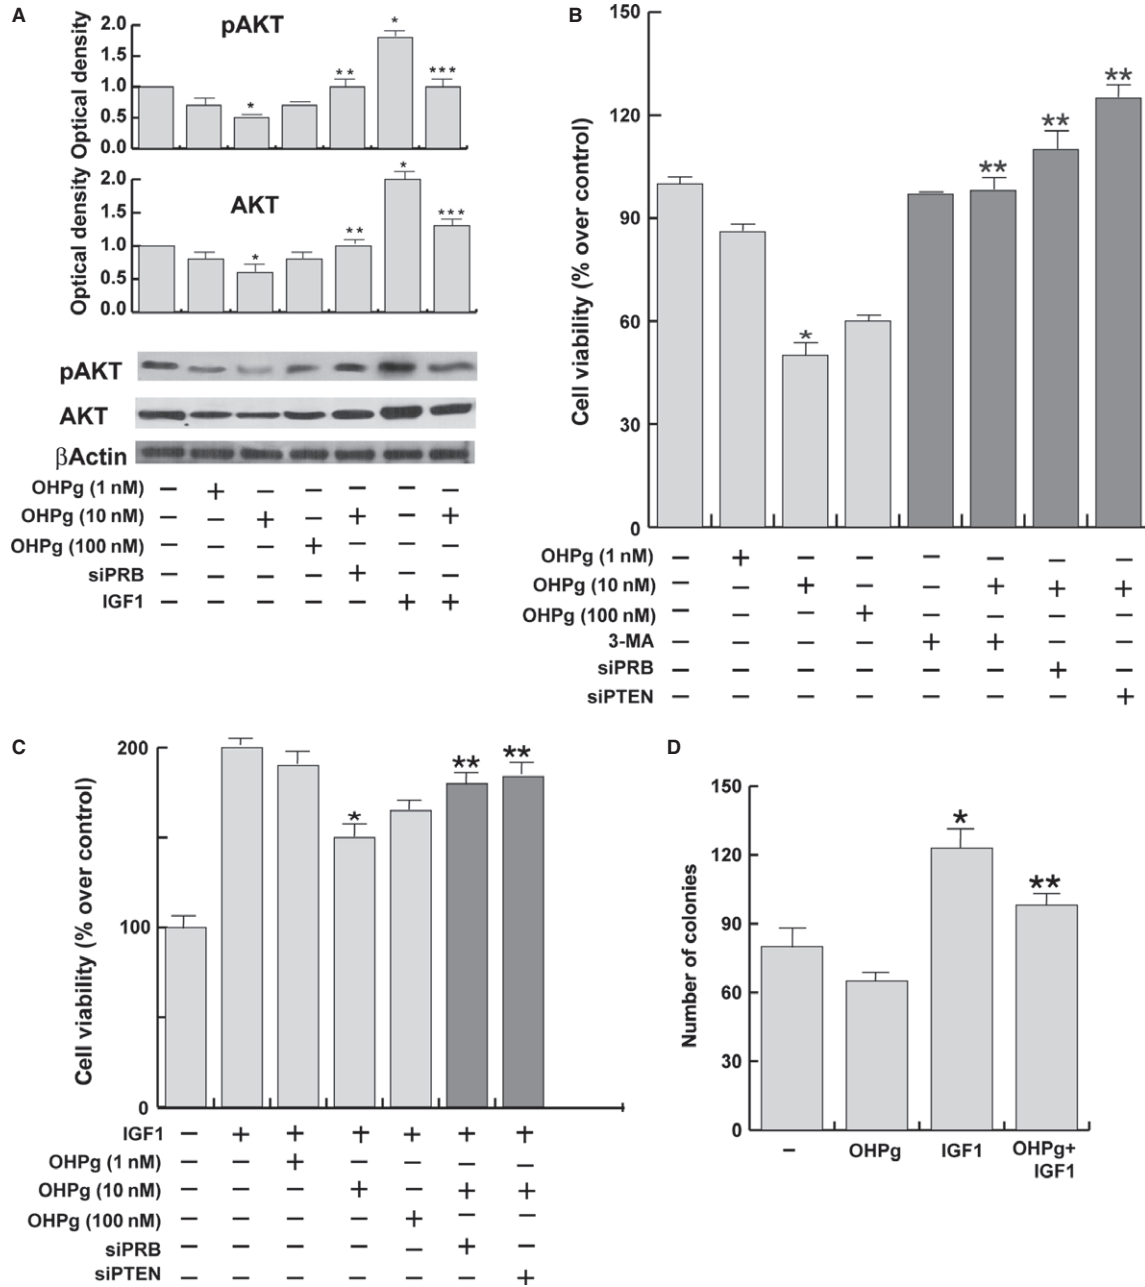 A
pAKT
Optical density
2.0
1.5
1.0
0.5
0.0
*
**
*
***
AKT
Optical density
2.0
1.5
1.0
0.5
0.0
*
**
*
***
pAKT
AKT
βActin
OHPg (1 nM) – + – – – – –
OHPg (10 nM) – – + – + – +
OHPg (100 nM) – – – + – – –
siPRB – – – – + – –
IGF1 – – – – – + +
B
Cell viability (% over control)
150
120
90
60
30
0
*
**
**
**
OHPg (1 nM) – + – – – – – –
OHPg (10 nM) – – + – – + + +
OHPg (100 nM) – – – + – – – –
3-MA – – – – + + – –
siPRB – – – – – – + –
siPTEN – – – – – – – +
C
Cell viability (% over control)
200
100
0
*
**
**
IGF1 – + + + + + +
OHPg (1 nM) – – + – – – –
OHPg (10 nM) – – – + – + +
OHPg (100 nM) – – – – + – –
siPRB – – – – – + –
siPTEN – – – – – – +
D
Number of colonies
150
120
90
60
30
0
*
**
– OHPg IGF1 OHPg+
IGF1